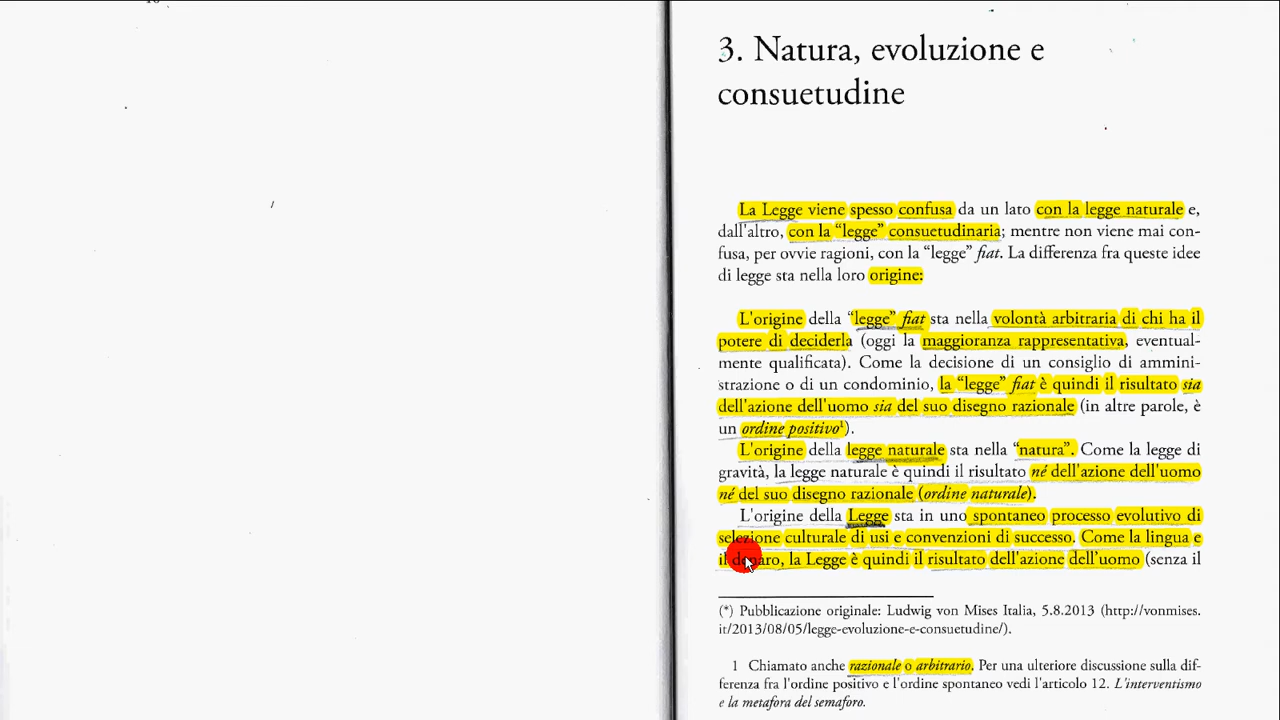 3. Natura, evoluzione e
consuetudine
La Legge viene spesso confusa da un lato con la legge naturale e,
dall'altro, con la “legge” consuetudinaria; mentre non viene mai con-
fusa, per ovvie ragioni, con la “legge” fiat. La differenza fra queste idee
di legge sta nella loro origine:
L'origine della “legge” fiat sta nella volontà arbitraria di chi ha il
potere di deciderla (oggi la maggioranza rappresentativa, eventual-
mente qualificata). Come la decisione di un consiglio di ammini-
strazione o di un condominio, la “legge” fiat è quindi il risultato sia
dell'azione dell'uomo sia del suo disegno razionale (in altre parole, è
un ordine positivo1).
L'origine della legge naturale sta nella “natura”. Come la legge di
gravità, la legge naturale è quindi il risultato né dell'azione dell'uomo
né del suo disegno razionale (ordine naturale).
L'origine della Legge sta in uno spontaneo processo evolutivo di
selezione culturale di usi e convenzioni di successo. Come la lingua e
il denaro, la Legge è quindi il risultato dell'azione dell'uomo (senza il
(*) Pubblicazione originale: Ludwig von Mises Italia, 5.8.2013 (http://vonmises.
it/2013/08/05/legge-evoluzione-e-consuetudine/).
1 Chiamato anche razionale o arbitrario. Per una ulteriore discussione sulla dif-
ferenza fra l'ordine positivo e l'ordine spontaneo vedi l'articolo 12. L'interventismo
e la metafora del semaforo.